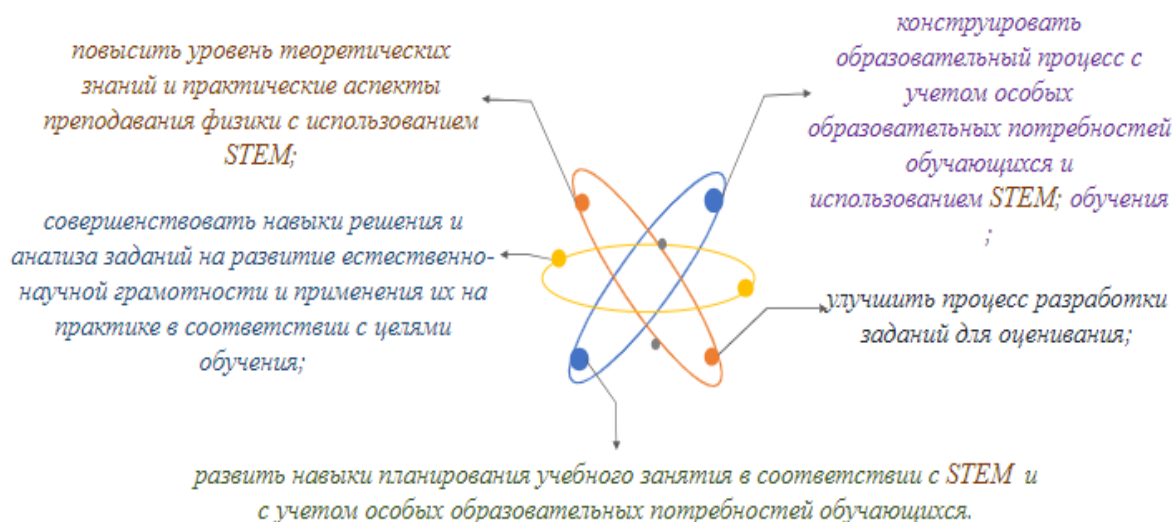 повысить уровень теоретических
знаний и практические аспекты
преподавания физики с использованием
STEM;
совершенствовать навыки решения и
анализа заданий на развитие естественно-
научной грамотности и применения их на
практике в соответствии с целями
обучения;
конструировать
образовательный процесс с
учетом особых
образовательных потребностей
обучающихся и
использованием STEM; обучения
;
улучшить процесс разработки
заданий для оценивания;
развить навыки планирования учебного занятия в соответствии с STEM и
с учетом особых образовательных потребностей обучающихся.